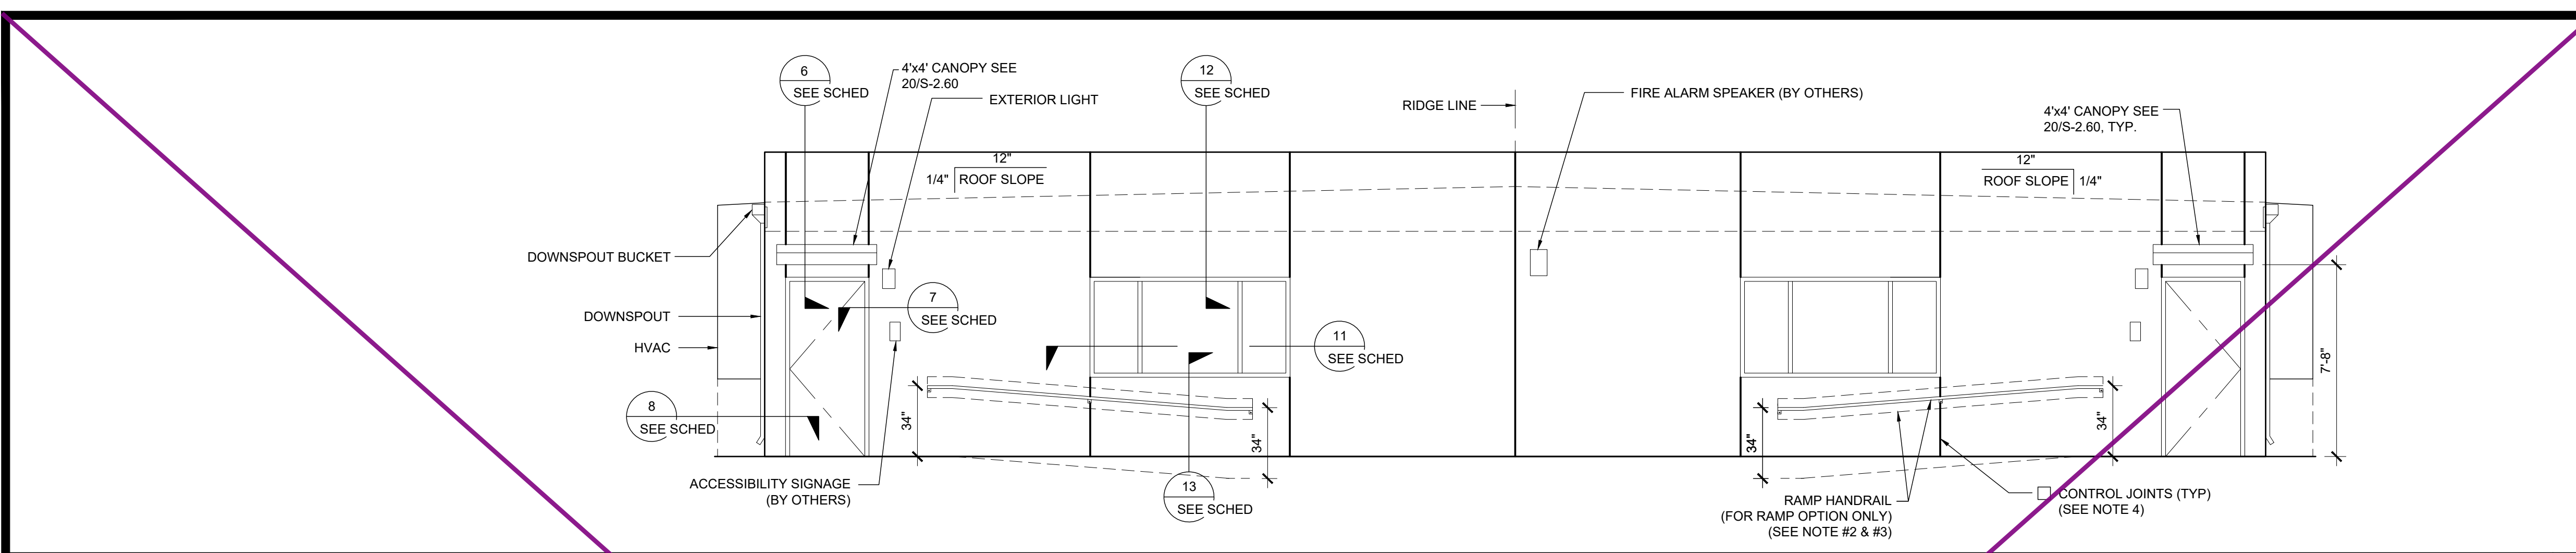 6
SEE SCHED
4'x4' CANOPY SEE
20/S-2.60
EXTERIOR LIGHT
12
SEE SCHED
RIDGE LINE
FIRE ALARM SPEAKER (BY OTHERS)
4'x4' CANOPY SEE
20/S-2.60, TYP.
12"
1/4" ROOF SLOPE
12"
ROOF SLOPE 1/4"
DOWNSPOUT BUCKET
DOWNSPOUT
HVAC
7
SEE SCHED
11
SEE SCHED
7'-8"
8
SEE SCHED
34"
34"
34"
34"
ACCESSIBILITY SIGNAGE
(BY OTHERS)
13
SEE SCHED
RAMP HANDRAIL
(FOR RAMP OPTION ONLY)
(SEE NOTE #2 & #3)
CONTROL JOINTS (TYP)
(SEE NOTE 4)